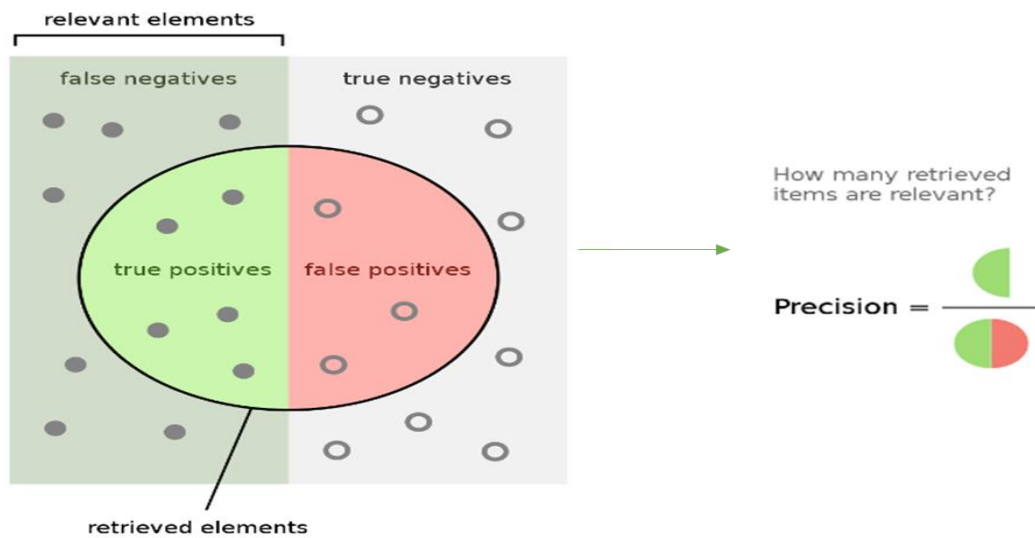 relevant elements
false negatives
true negatives
true positives
false positives
retrieved elements
How many retrieved
items are relevant?
Precision =